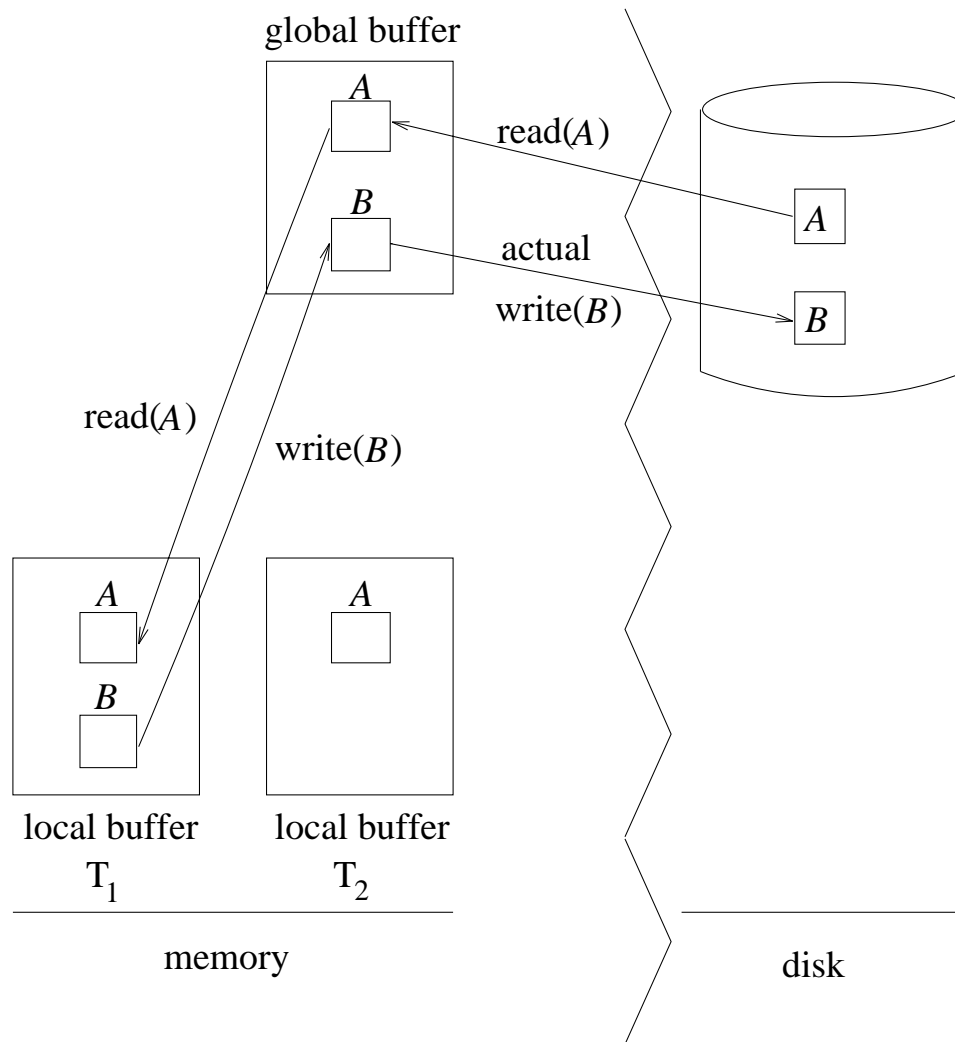 global buffer
A
read(A)
B
A
actual
write(B)
B
read(A)
write(B)
A
A
B
local buffer
T1
local buffer
T2
memory
disk